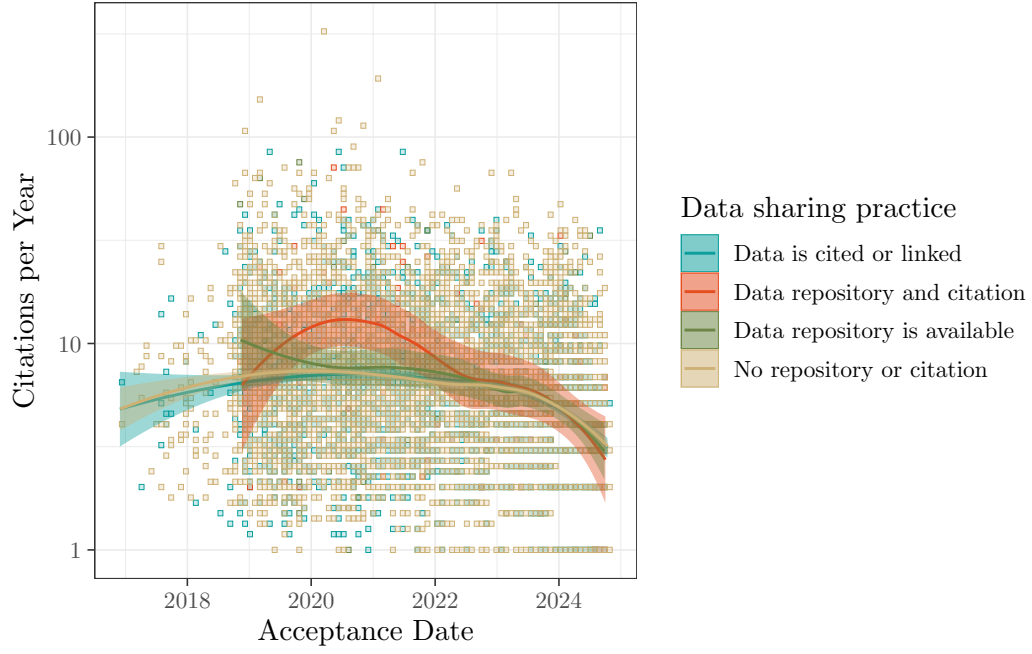 100
10
1
Citations per Year
2018 2020 2022 2024
Acceptance Date
Data sharing practice
Data is cited or linked
Data repository and citation
Data repository is available
No repository or citation